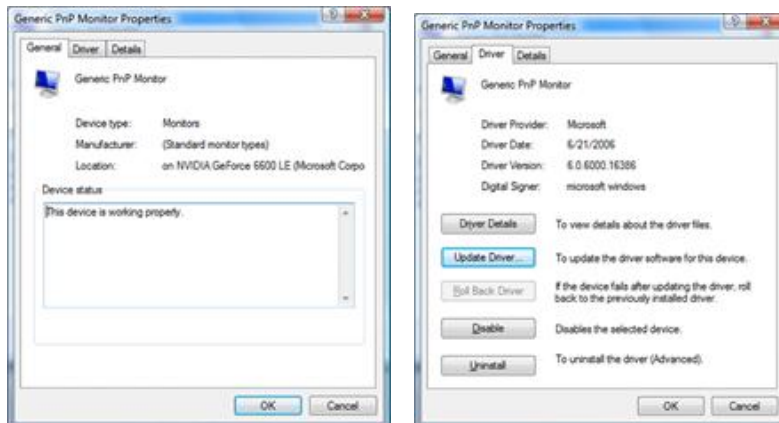 Generic PnP Monitor Properties
General Driver Details
Generic PnP Monitor
Device type: Monitors
Manufacturer: (Standard monitor types)
Location: on NVIDIA GeForce 6600 LE (Microsoft Corpo
Device status
This device is working properly.
OK Cancel
Generic PnP Monitor Properties
General Driver Details
Generic PnP Monitor
Driver Provider: Microsoft
Driver Date: 6/21/2006
Driver Version: 6.0.6000.16386
Digital Signer: microsoft windows
Driver Details To view details about the driver files.
Update Driver... To update the driver software for this device.
Roll Back Driver If the device fails after updating the driver, roll
back to the previously installed driver.
Disable Disables the selected device.
Uninstall To uninstall the driver (Advanced).
OK Cancel